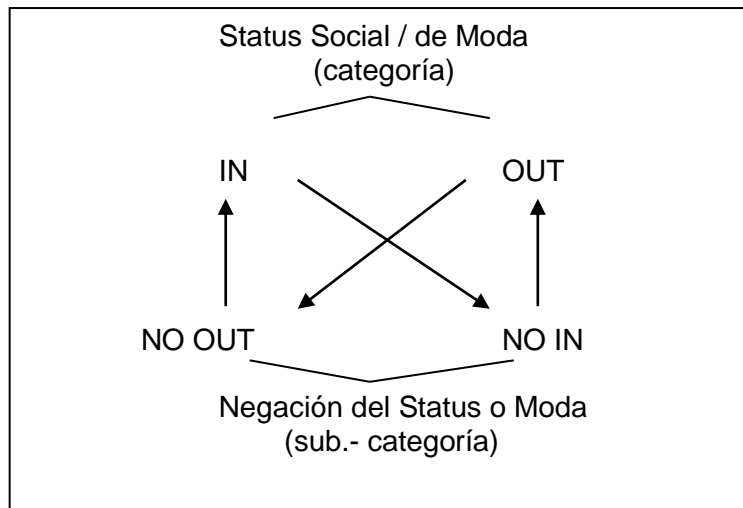 Status Social / de Moda
(categoría)
IN OUT
NO OUT NO IN
Negación del Status o Moda
(sub.- categoría)